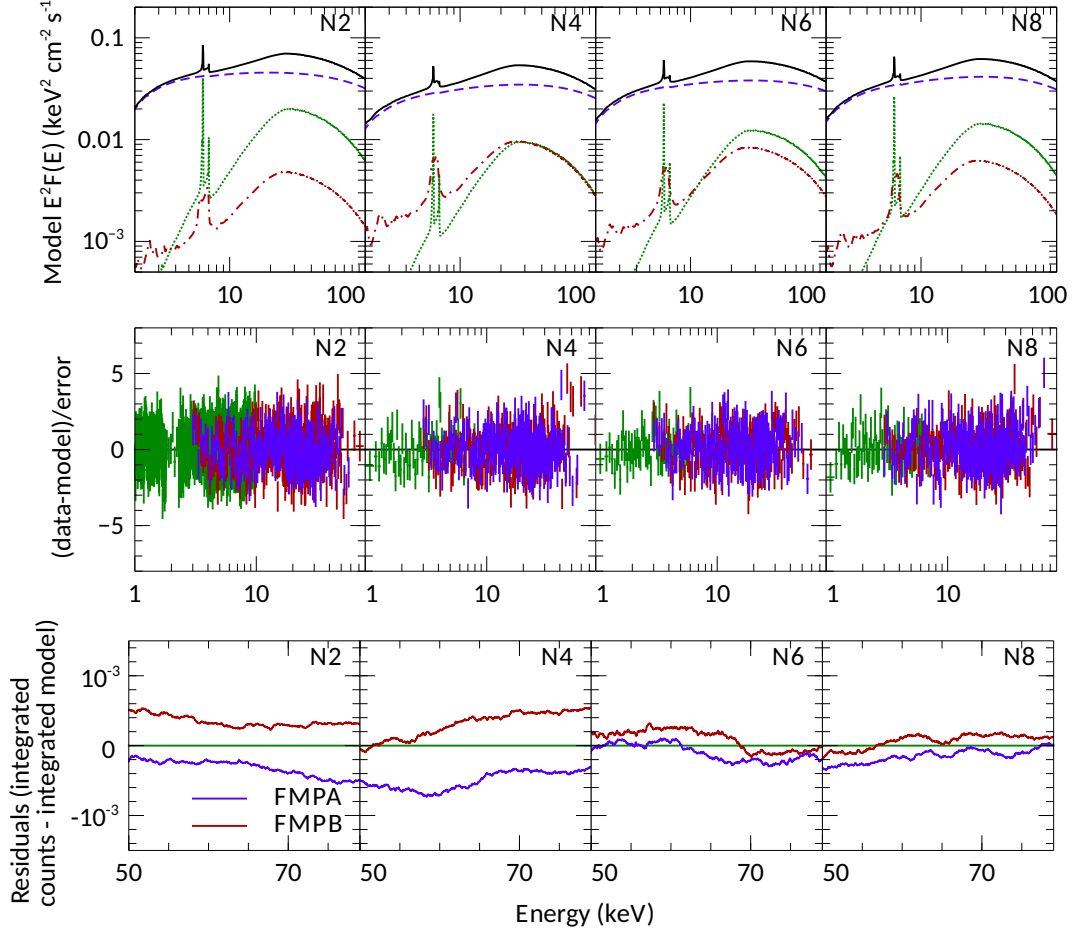 Model E²F(E) (keV² cm⁻² s⁻¹
0.1
0.01
10⁻³
N2
N4
N6
N8
10 100
10 100
10 100
10 100
(data-model)/error
5
0
−5
N2
N4
N6
N8
1 10
1 10
1 10
1 10
Residuals (integrated
counts - integrated model)
10⁻³
0
-10⁻³
N2
N4
N6
N8
FMPA
FMPB
50 70
50 70
50 70
50 70
Energy (keV)